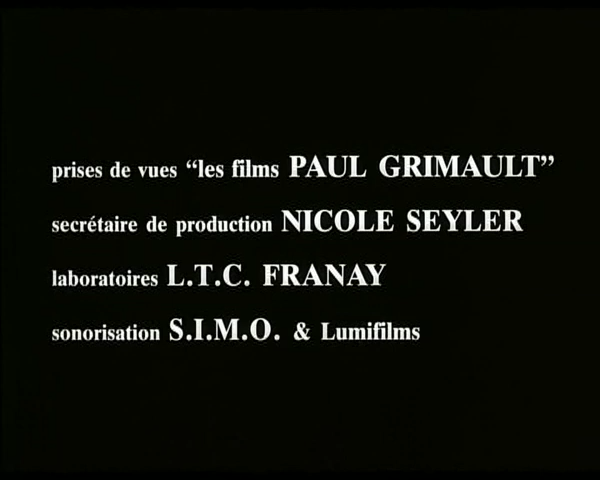 prises de vues “les films PAUL GRIMAULT”
secrétaire de production NICOLE SEYLER
laboratoires L.T.C. FRANAY
sonorisation S.I.M.O. & Lumifilms